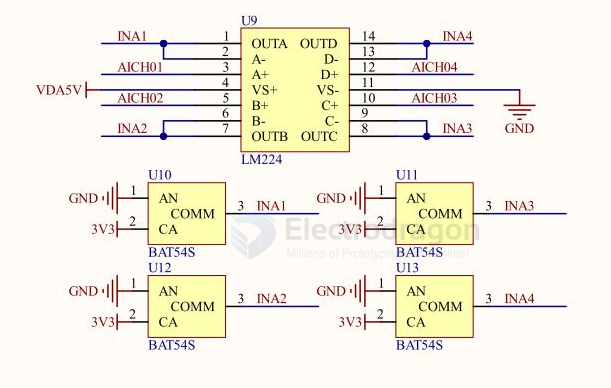 U9
INA1 1 OUTA OUTD 14 INA4
2 A- D- 13
AICH01 3 A+ D+ 12 AICH04
VDA5V 4 VS+ VS- 11
AICH02 5 B+ C+ 10 AICH03
6 B- C- 9
INA2 7 OUTB OUTC 8 INA3
GND
LM224
U10
GND 1 AN
COMM 3 INA1
3V3 2 CA
BAT54S
U11
GND 1 AN
COMM 3 INA3
3V3 2 CA
BAT54S
Electrodragon
Millions of Prototyping
U12
GND 1 AN
COMM 3 INA2
3V3 2 CA
BAT54S
U13
GND 1 AN
COMM 3 INA4
3V3 2 CA
BAT54S